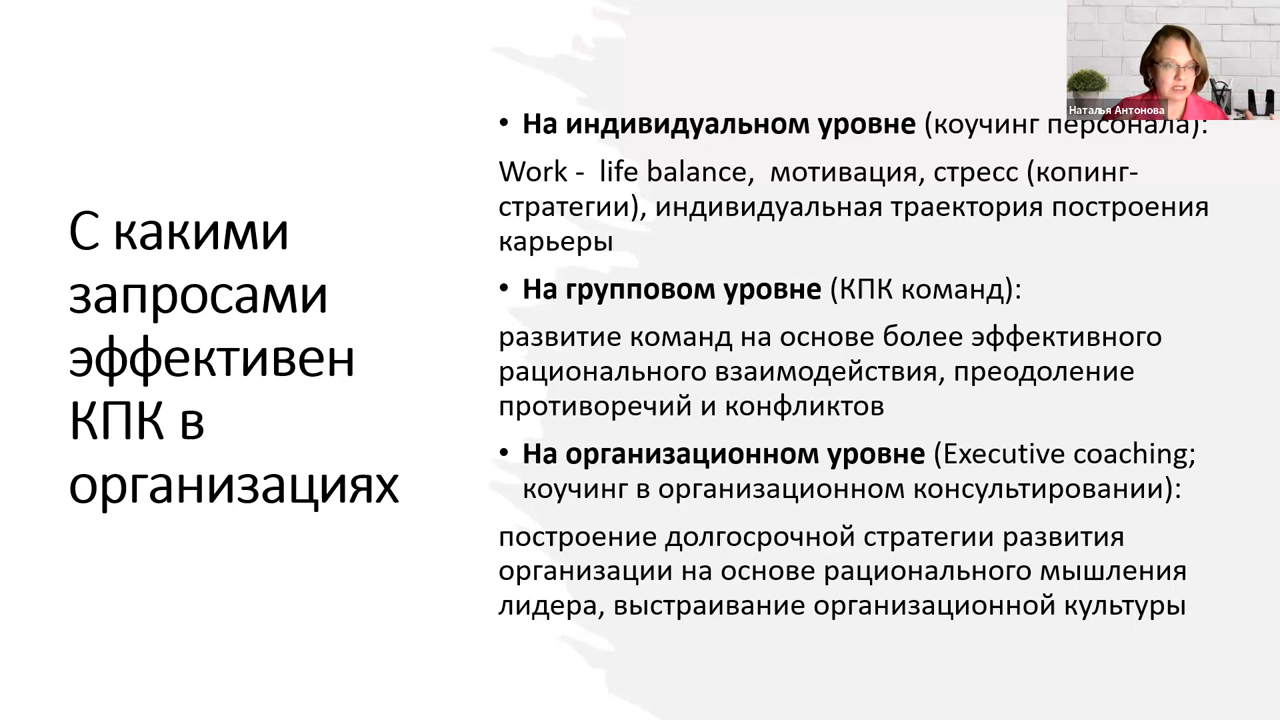 Наталья Антонова
С какими
запросами
эффективен
КПК в
организациях
• На индивидуальном уровне (коучинг персонала):
Work - life balance, мотивация, стресс (копинг-
стратегии), индивидуальная траектория построения
карьеры
• На групповом уровне (КПК команд):
развитие команд на основе более эффективного
рационального взаимодействия, преодоление
противоречий и конфликтов
• На организационном уровне (Executive coaching;
коучинг в организационном консультировании):
построение долгосрочной стратегии развития
организации на основе рационального мышления
лидера, выстраивание организационной культуры